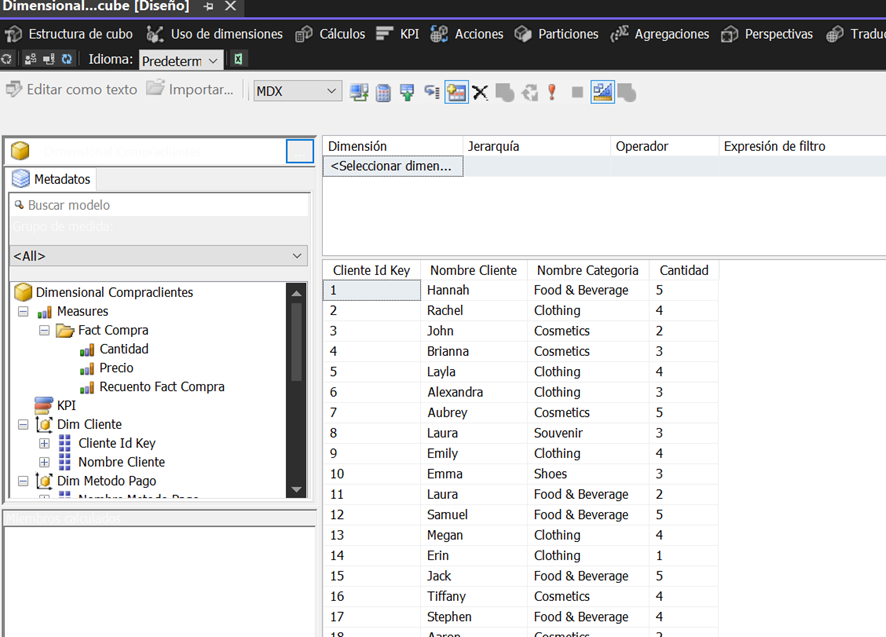 Dimensional...cube [Diseño]
Estructura de cubo Uso de dimensiones Cálculos KPI Acciones Particiones Agregaciones Perspectivas Traduc
Idioma: Predeterm
Editar como texto Importar... MDX
Metadatos
Buscar modelo
Grupo de medida:
<All>
Dimensional Compraclientes
Measures
Fact Compra
Cantidad
Precio
Recuento Fact Compra
KPI
Dim Cliente
Cliente Id Key
Nombre Cliente
Dim Metodo Pago
Nombre Metodo Pago
Miembros calculados
Dimensión Jerarquía Operador Expresión de filtro
<Seleccionar dimen...
Cliente Id Key Nombre Cliente Nombre Categoria Cantidad
1 Hannah Food & Beverage 5
2 Rachel Clothing 4
3 John Cosmetics 2
4 Brianna Cosmetics 3
5 Layla Clothing 4
6 Alexandra Clothing 3
7 Aubrey Cosmetics 5
8 Laura Souvenir 3
9 Emily Clothing 4
10 Emma Shoes 3
11 Laura Food & Beverage 2
12 Samuel Food & Beverage 5
13 Megan Clothing 4
14 Erin Clothing 1
15 Jack Food & Beverage 5
16 Tiffany Cosmetics 4
17 Stephen Food & Beverage 4
18 Aaron Cosmetics